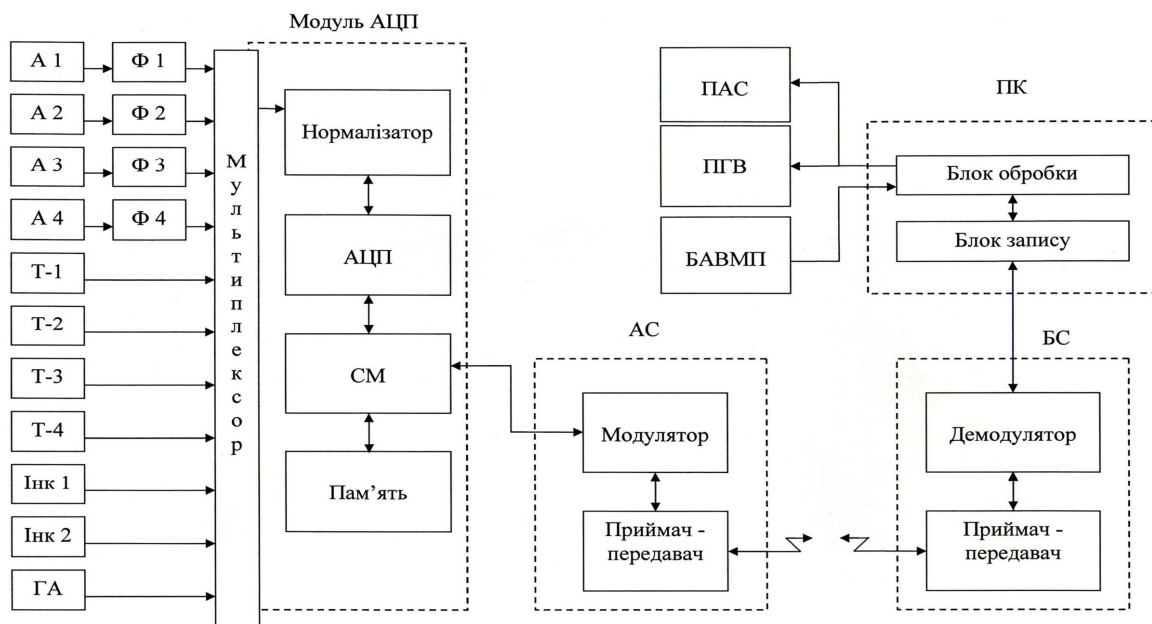 Модуль АЦП
А 1
Ф 1
А 2
Ф 2
А 3
Ф 3
А 4
Ф 4
Т-1
Т-2
Т-3
Т-4
Інк 1
Інк 2
ГА
Мультиплексор
Нормалізатор
АЦП
СМ
Пам’ять
ПАС
ПГВ
БАВМП
ПК
Блок обробки
Блок запису
АС
Модулятор
Приймач -
передавач
БС
Демодулятор
Приймач -
передавач